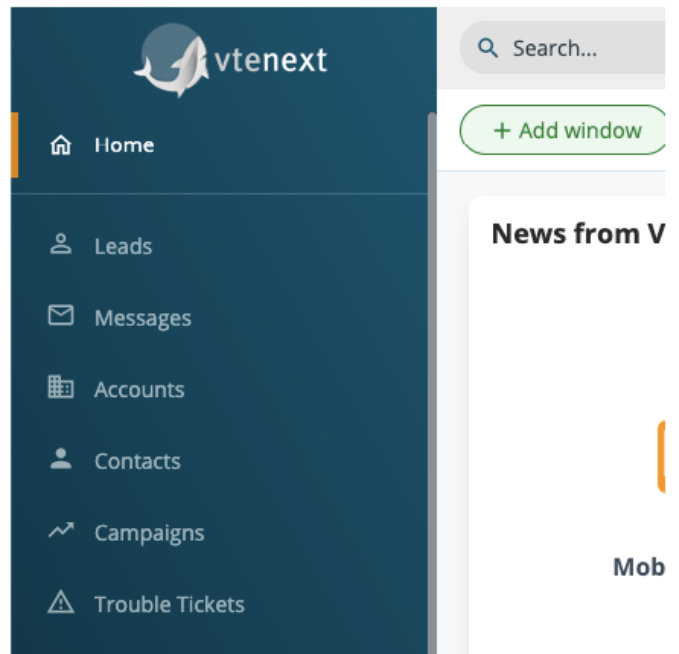 vtenext
Search...
Home
+ Add window
Leads
News from V
Messages
Accounts
Contacts
Campaigns
Mob
Trouble Tickets